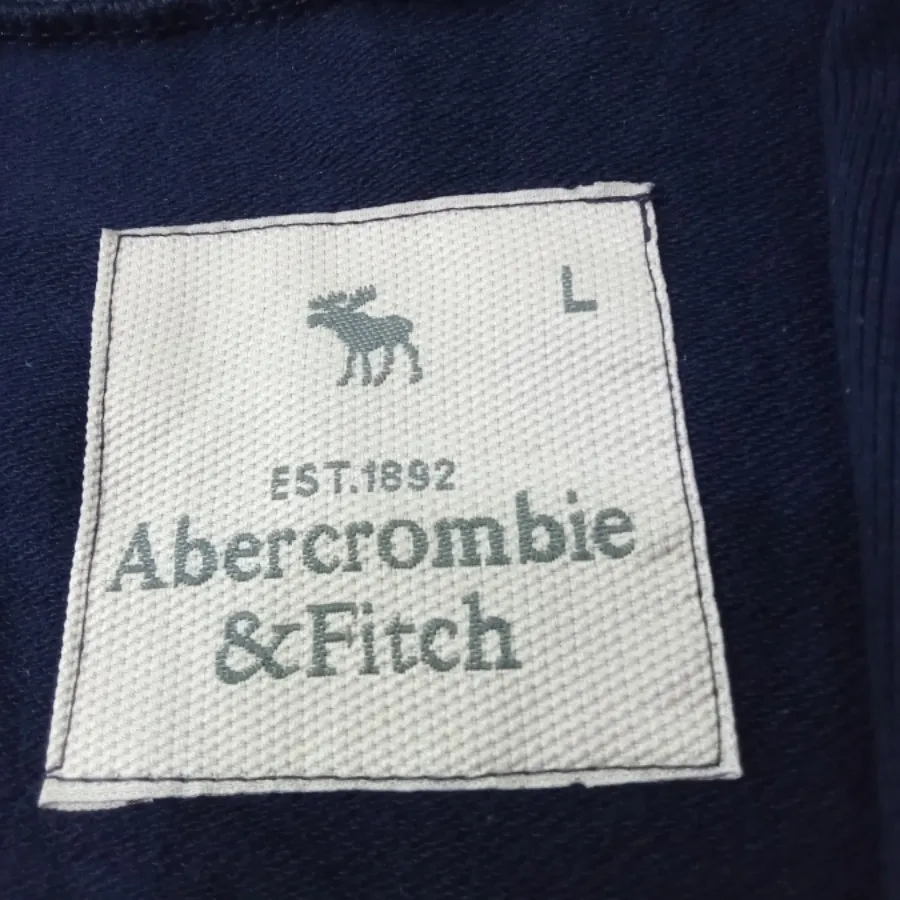 L
EST.1892
Abercrombie
&Fitch